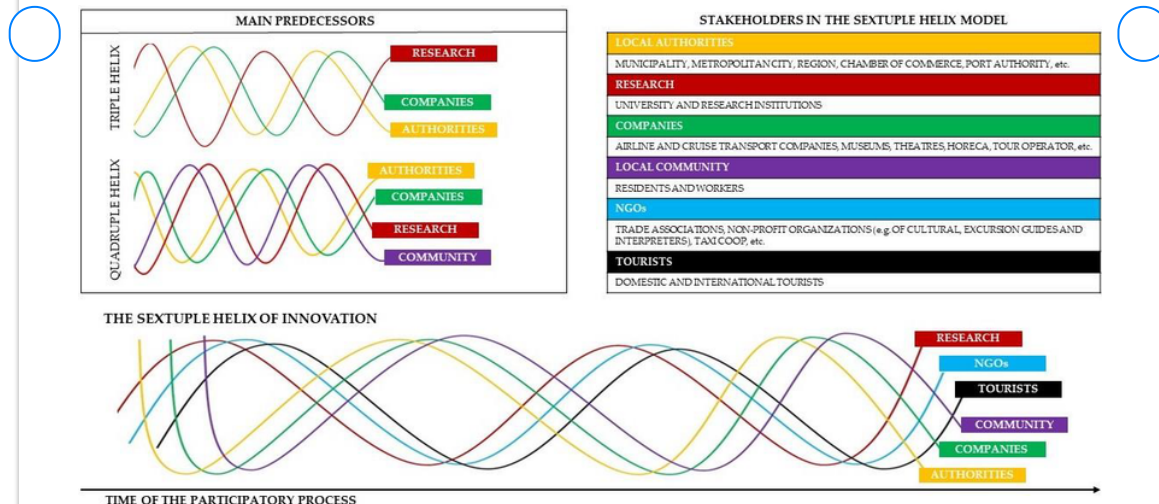 MAIN PREDECESSORS
TRIPLE HELIX
RESEARCH
COMPANIES
AUTHORITIES
QUADRUPLE HELIX
AUTHORITIES
COMPANIES
RESEARCH
COMMUNITY
STAKEHOLDERS IN THE SEXTUPLE HELIX MODEL
LOCAL AUTHORITIES
MUNICIPALITY, METROPOLITAN CITY, REGION, CHAMBER OF COMMERCE, PORT AUTHORITY, etc.
RESEARCH
UNIVERSITY AND RESEARCH INSTITUTIONS
COMPANIES
AIRLINE AND CRUISE TRANSPORT COMPANIES, MUSEUMS, THEATRES, HORECA, TOUR OPERATOR, etc.
LOCAL COMMUNITY
RESIDENTS AND WORKERS
NGOs
TRADE ASSOCIATIONS, NON-PROFIT ORGANIZATIONS (e.g. OF CULTURAL, EXCURSION GUIDES AND
INTERPRETERS), TAXI COOP, etc.
TOURISTS
DOMESTIC AND INTERNATIONAL TOURISTS
THE SEXTUPLE HELIX OF INNOVATION
RESEARCH
NGOs
TOURISTS
COMMUNITY
COMPANIES
AUTHORITIES
TIME OF THE PARTICIPATORY PROCESS